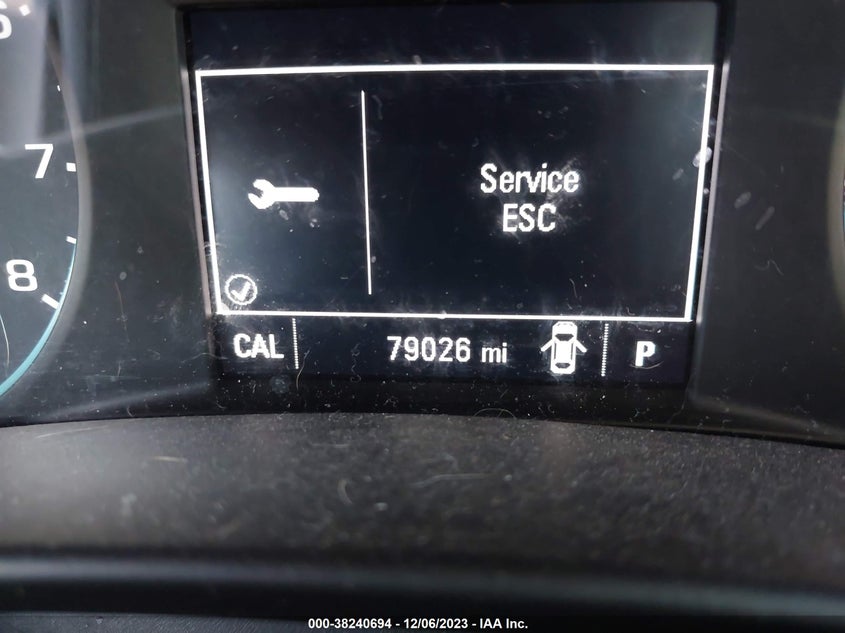 7
8
Service
ESC
CAL 79026 mi P
000-38240694 - 12/06/2023 - IAA Inc.